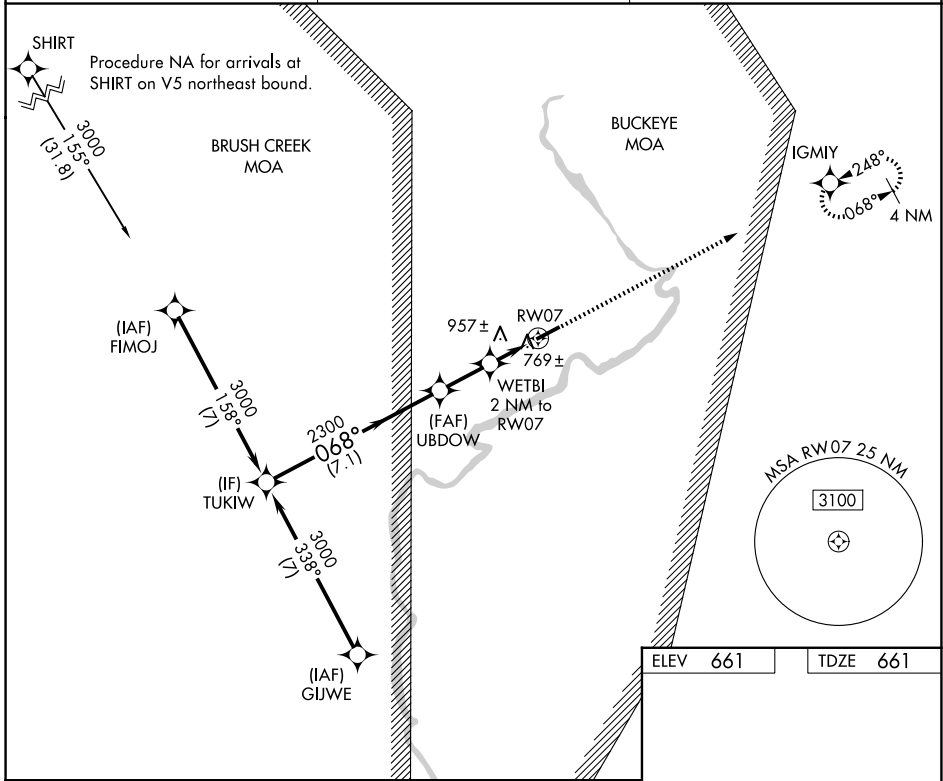 SHIRT
Procedure NA for arrivals at
SHIRT on V5 northeast bound.
3000
155°
(31.8)
BRUSH CREEK
MOA
BUCKEYE
MOA
IGMIY
248°
068°
4 NM
(IAF)
FIMOJ
3000
158°
(7)
957±
RW07
769±
WETBI
2 NM to
RW07
(FAF)
UBDOW
2300
068°
(7.1)
(IF)
TUKIW
3000
338°
(7)
(IAF)
GIJWE
MSA RW07 25 NM
3100
ELEV 661
TDZE 661